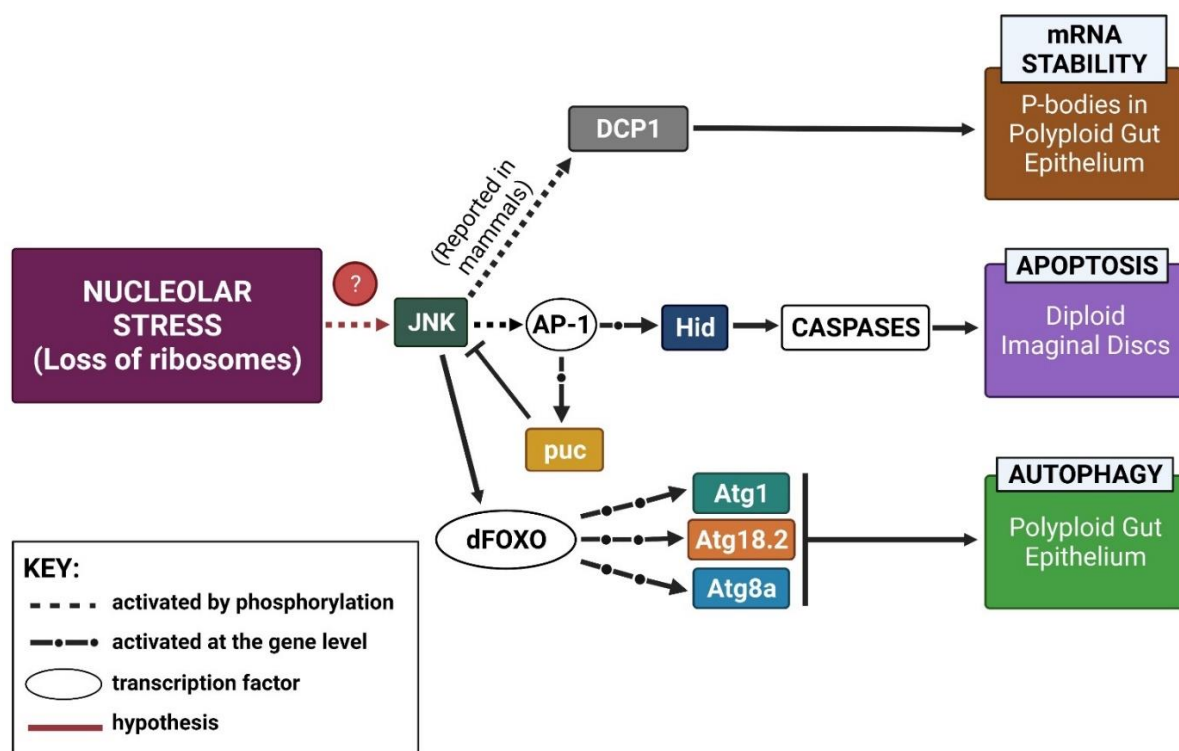 mRNA
STABILITY
P-bodies in
Polyploid Gut
Epithelium
DCP1
(Reported in
mammals)
NUCLEOLAR
STRESS
(Loss of ribosomes)
?
JNK
AP-1
Hid
CASPASES
APOPTOSIS
Diploid
Imaginal Discs
puc
dFOXO
Atg1
Atg18.2
Atg8a
AUTOPHAGY
Polyploid Gut
Epithelium
KEY:
activated by phosphorylation
activated at the gene level
transcription factor
hypothesis